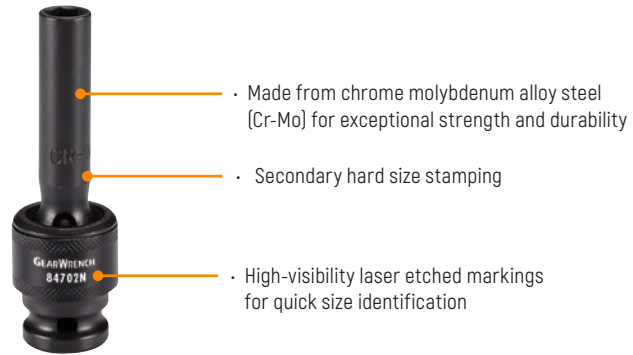 · Made from chrome molybdenum alloy steel
(Cr-Mo) for exceptional strength and durability
CR-
· Secondary hard size stamping
GEARWRENCH
84702N
· High-visibility laser etched markings
for quick size identification